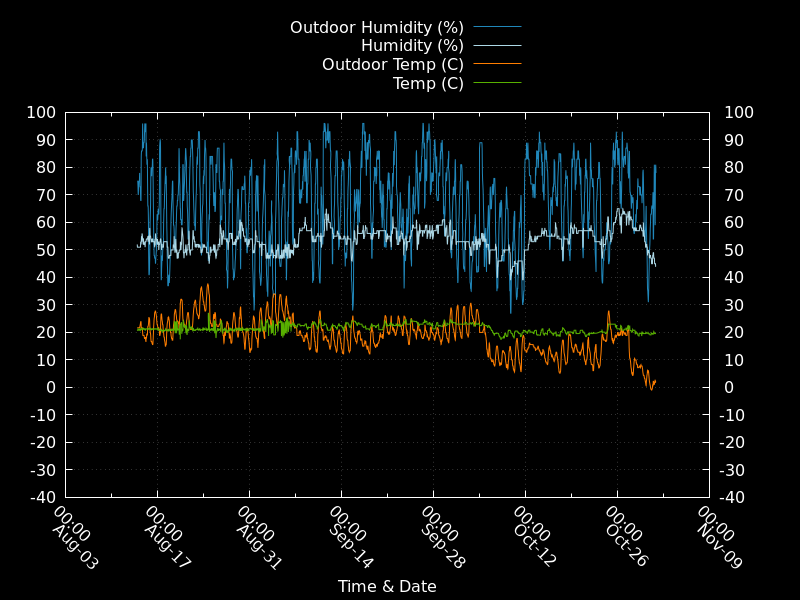 Outdoor Humidity (%)
Humidity (%)
Outdoor Temp (C)
Temp (C)
100 100
90 90
80 80
70 70
60 60
50 50
40 40
30 30
20 20
10 10
0 0
-10 -10
-20 -20
-30 -30
-40 -40
00:00
Aug-03
00:00
Aug-17
00:00
Aug-31
00:00
Sep-14
00:00
Sep-28
00:00
Oct-12
00:00
Oct-26
00:00
Nov-09
Time & Date